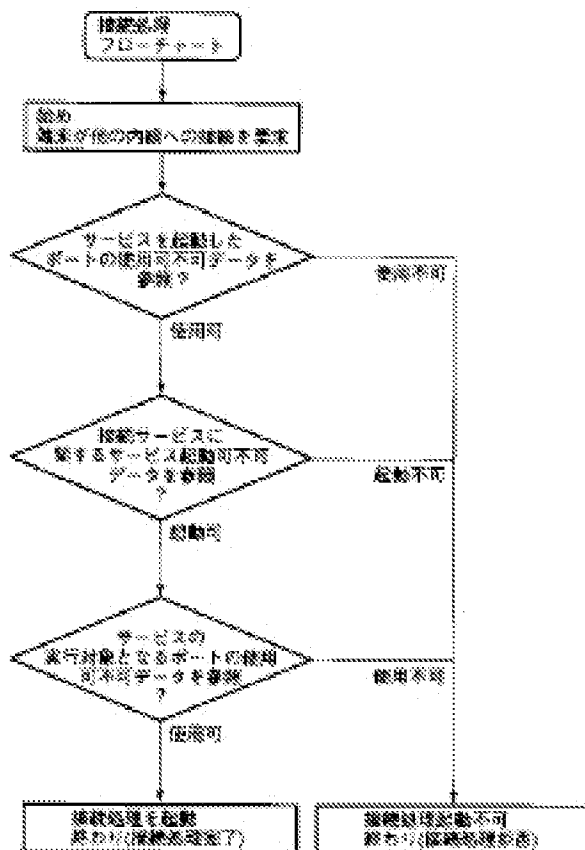 接続処理
フローチャート
始め
端末が他の内線への接続を要求
サービスを起動した
ポートの使用可不可データを
参照?
使用不可
使用可
接続サービスに
関するサービス起動可不可
データを参照
?
起動不可
起動可
サービスの
実行対象となるポートの使用
可不可データを参照
?
使用不可
使用可
接続処理を起動
終わり(接続処理完了)
接続処理起動不可
終わり(接続処理拒否)